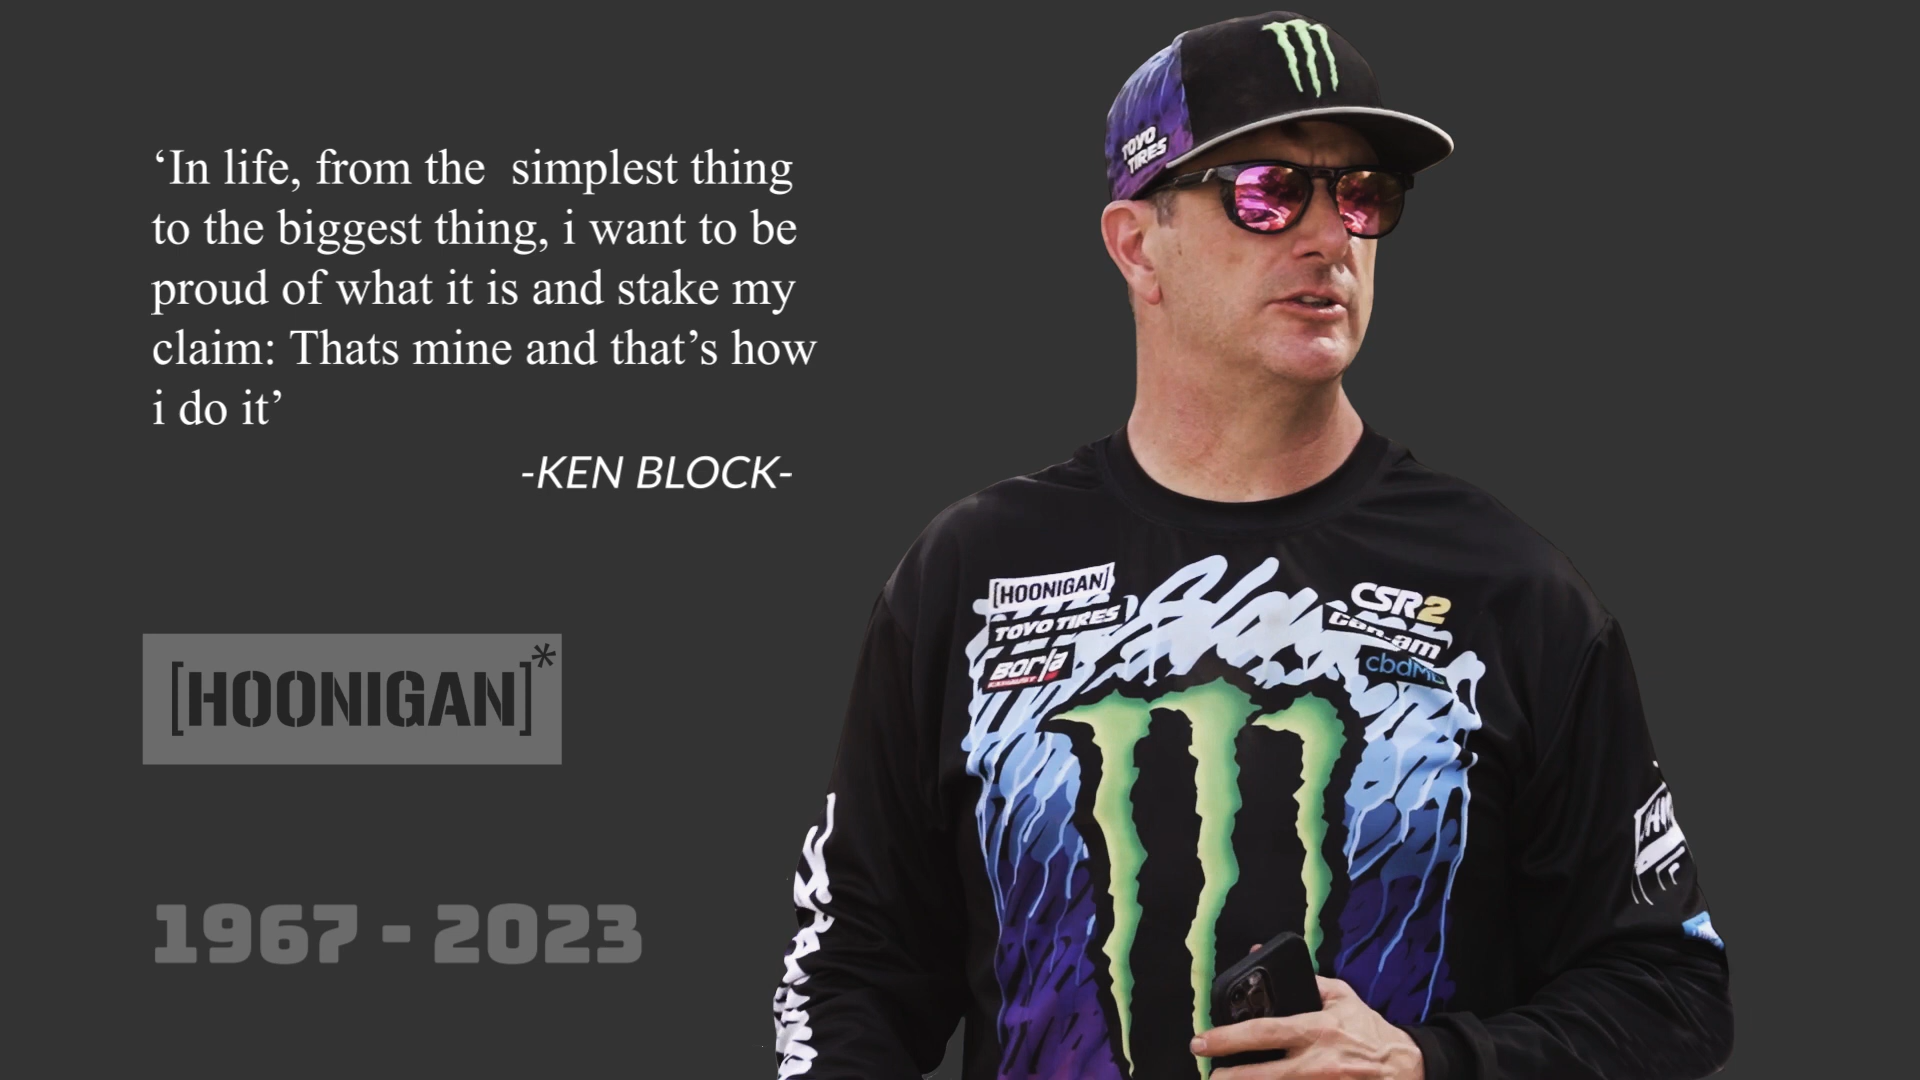 ‘In life, from the  simplest thing
to the biggest thing, i want to be
proud of what it is and stake my
claim: Thats mine and that’s how
i do it’
-KEN BLOCK-
[HOONIGAN]*
1967 - 2023
TOYO
TIRES
[HOONIGAN]
TOYO TIRES
Borla
EXHAUST
CSR2
can-am
cbdMD